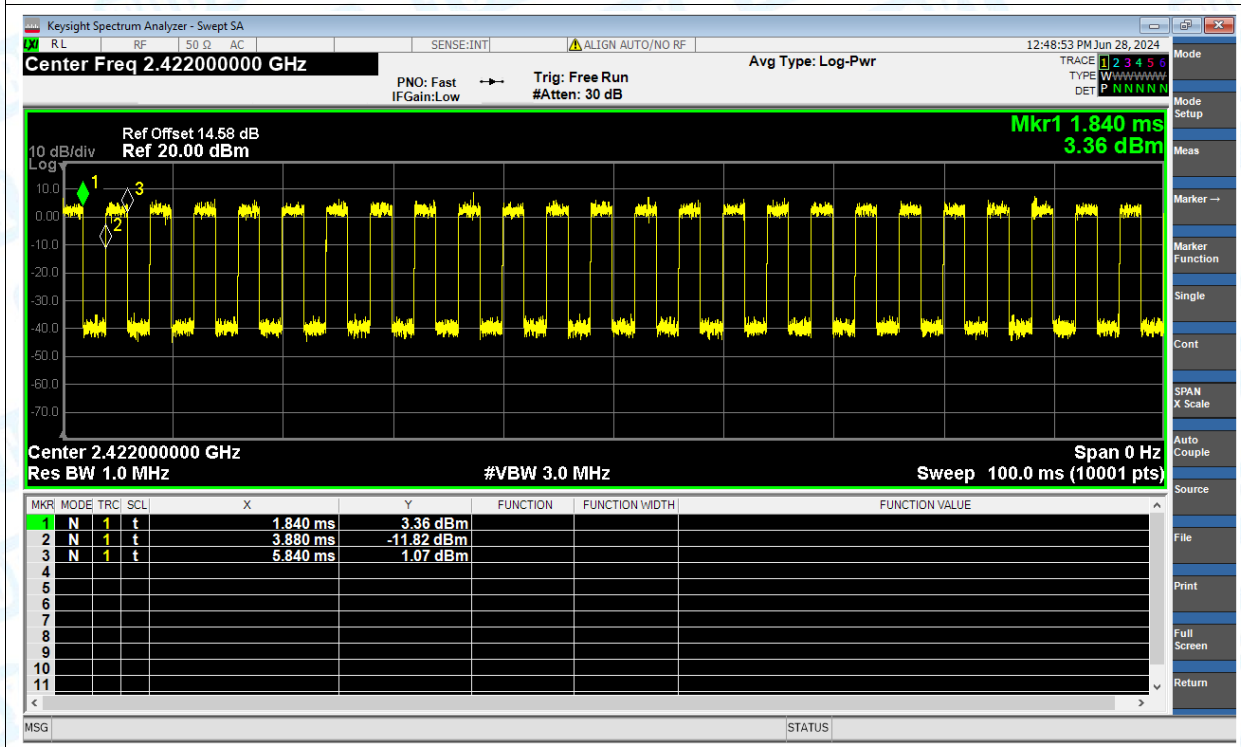 Keysight Spectrum Analyzer - Swept SA
LXI RL RF 50 Ω AC SENSE:INT ALIGN AUTO/NO RF 12:48:53 PM Jun 28, 2024
Center Freq 2.422000000 GHz
PNO: Fast
IFGain:Low
Trig: Free Run
#Atten: 30 dB
Avg Type: Log-Pwr
TRACE 1 2 3 4 5 6
TYPE WWWWWW
DET P N N N N N
Mkr1 1.840 ms
3.36 dBm
Ref Offset 14.58 dB
10 dB/div Ref 20.00 dBm
Log
10.0
0.00
-10.0
-20.0
-30.0
-40.0
-50.0
-60.0
-70.0
1
2
3
Center 2.422000000 GHz Span 0 Hz
Res BW 1.0 MHz #VBW 3.0 MHz Sweep 100.0 ms (10001 pts)
MKR MODE TRC SCL X Y FUNCTION FUNCTION WIDTH FUNCTION VALUE
1 N 1 t 1.840 ms 3.36 dBm
2 N 1 t 3.880 ms -11.82 dBm
3 N 1 t 5.840 ms 1.07 dBm
4
5
6
7
8
9
10
11
MSG STATUS
Mode
Mode
Setup
Meas
Marker →
Marker
Function
Single
Cont
SPAN
X Scale
Auto
Couple
Source
File
Print
Full
Screen
Return